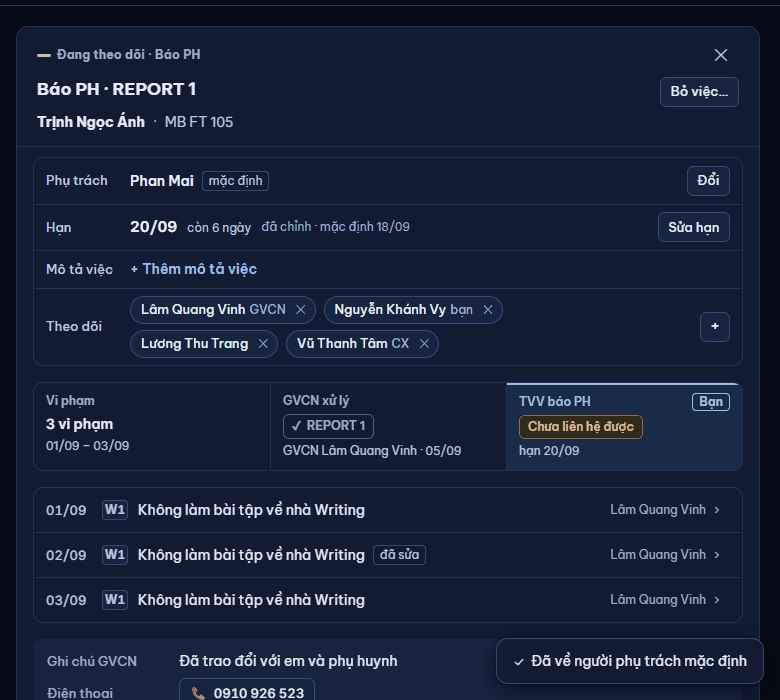 Đang theo dõi · Báo PH
Báo PH · REPORT 1
Bỏ việc...
Trịnh Ngọc Ánh · MB FT 105
Phụ trách Phan Mai mặc định Đổi
Hạn 20/09 còn 6 ngày đã chỉnh · mặc định 18/09 Sửa hạn
Mô tả việc + Thêm mô tả việc
Theo dõi Lâm Quang Vinh GVCN × Nguyễn Khánh Vy bạn ×
Lương Thu Trang × Vũ Thanh Tâm CX ×
+
Vi phạm
3 vi phạm
01/09 – 03/09
GVCN xử lý
✓ REPORT 1
GVCN Lâm Quang Vinh · 05/09
TVV báo PH Bạn
Chưa liên hệ được
hạn 20/09
01/09 W1 Không làm bài tập về nhà Writing Lâm Quang Vinh ›
02/09 W1 Không làm bài tập về nhà Writing đã sửa Lâm Quang Vinh ›
03/09 W1 Không làm bài tập về nhà Writing Lâm Quang Vinh ›
Ghi chú GVCN Đã trao đổi với em và phụ huynh
✓ Đã về người phụ trách mặc định
Điện thoại 0910 926 523